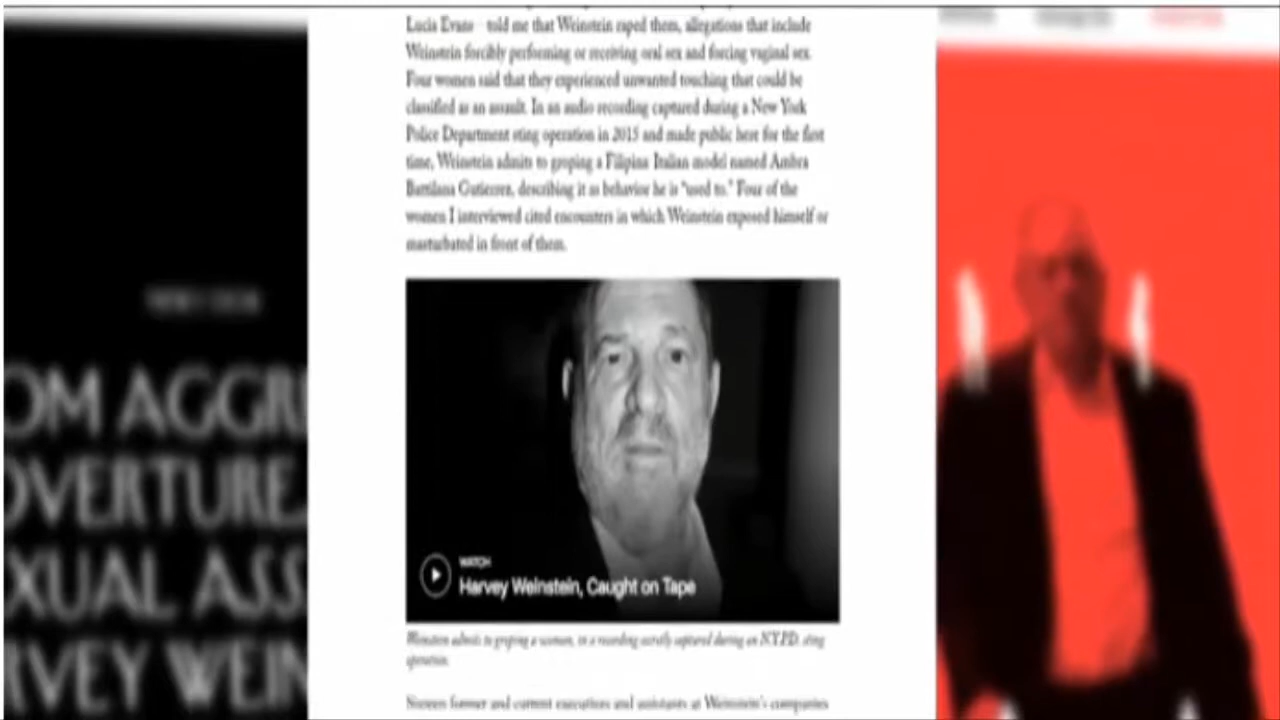 OM AGGR
OVERTURE
XUAL ASS
RVEY WEIN
Lucia Evans told me that Weinstein raped them, allegations that include
Weinstein forcibly performing or receiving oral sex and forcing vaginal sex.
Four women said that they experienced unwanted touching that could be
classified as an assault. In an audio recording captured during a New York
Police Department sting operation in 2015 and made public here for the first
time, Weinstein admits to groping a Filipina Italian model named Ambra
Battilana Gutierrez, describing it as behavior he is “used to.” Four of the
women I interviewed cited encounters in which Weinstein exposed himself or
masturbated in front of them.
WATCH
Harvey Weinstein, Caught on Tape
Weinstein admits to groping a woman, in a recording secretly captured during an N.Y.P.D. sting
operation.
Sixteen former and current executives and assistants at Weinstein’s companies